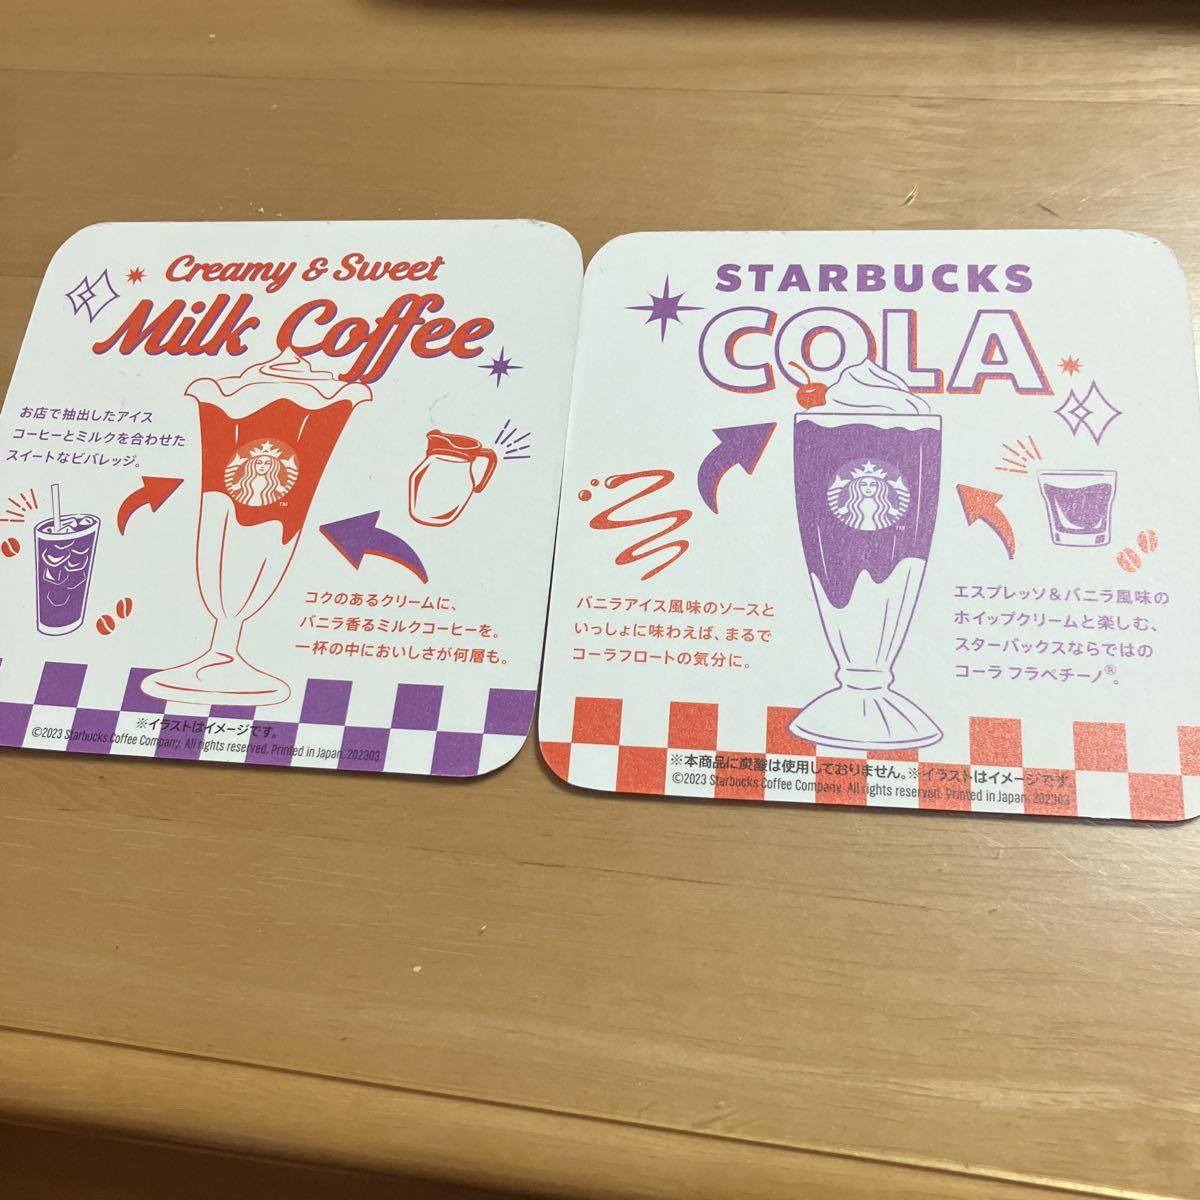 Creamy & Sweet
Milk Coffee
お店で抽出したアイス
コーヒーとミルクを合わせた
スイートなビバレッジ。
TM
コクのあるクリームに、
バニラ香るミルクコーヒーを。
一杯の中においしさが何層も。
※イラストはイメージです。
©2023 Starbucks Coffee Company. All rights reserved. Printed in Japan. 202303
STARBUCKS
COLA
TM
バニラアイス風味のソースと
いっしょに味わえば、まるで
コーラフロートの気分に。
エスプレッソ&バニラ風味の
ホイップクリームと楽しむ、
スターバックスならではの
コーラ フラペチーノ®。
※本商品に炭酸は使用しておりません。※イラストはイメージです。
©2023 Starbucks Coffee Company. All rights reserved. Printed in Japan. 202303